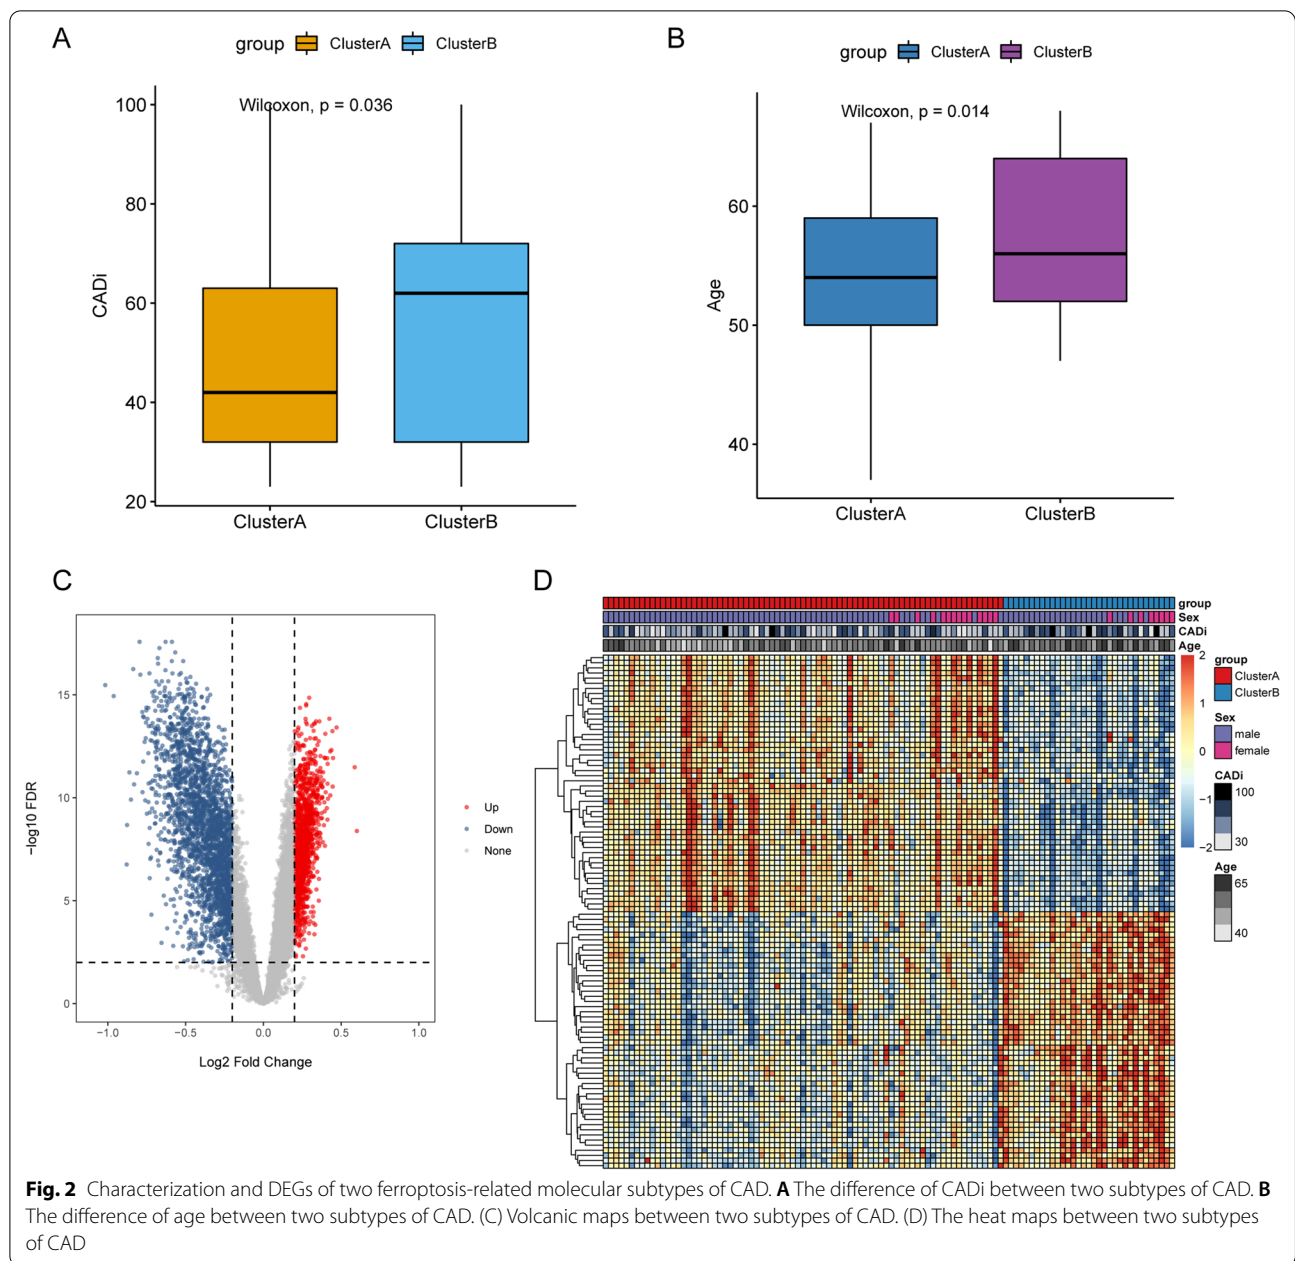 A
group ClusterA ClusterB
Wilcoxon, p = 0.036
100
80
60
40
20
CADi
ClusterA ClusterB
B
group ClusterA ClusterB
Wilcoxon, p = 0.014
60
50
40
Age
ClusterA ClusterB
C
15
10
5
0
−log10 FDR
−1.0 −0.5 0.0 0.5 1.0
Log2 Fold Change
Up
Down
None
D
group
Sex
CADi
Age
2
1
0
−1
−2
group
ClusterA
ClusterB
Sex
male
female
CADi
100
30
Age
65
40
Fig. 2 Characterization and DEGs of two ferroptosis-related molecular subtypes of CAD. A The difference of CADi between two subtypes of CAD. B
The difference of age between two subtypes of CAD. (C) Volcanic maps between two subtypes of CAD. (D) The heat maps between two subtypes
of CAD